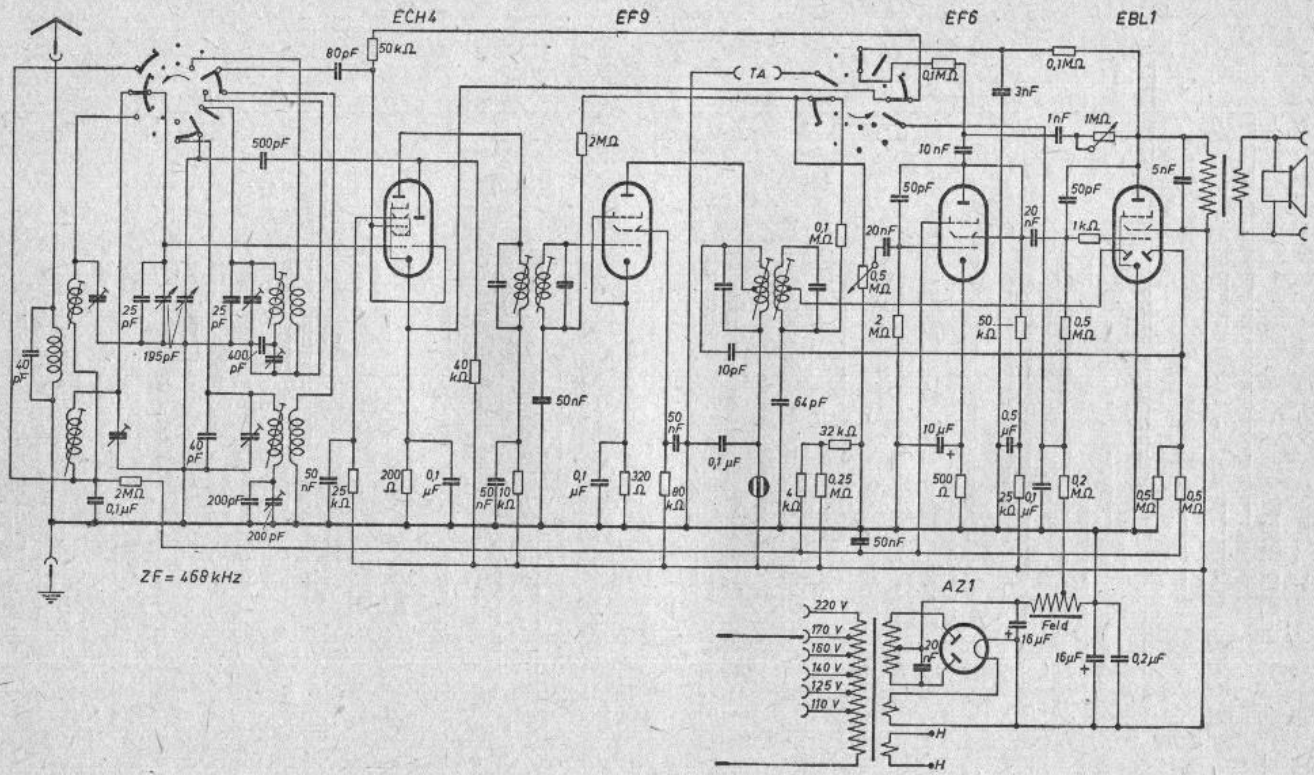 ECH4
EF9
EF6
EBL1
80pF
50kΩ
TA
0,1MΩ
0,1MΩ
3nF
1nF
1MΩ
10nF
500pF
2MΩ
50pF
50pF
5nF
20nF
20
nF
1kΩ
0,1
MΩ
0,5
MΩ
25
pF
195pF
25
pF
400
pF
40
pF
40
kΩ
50nF
10pF
64pF
2
MΩ
50
kΩ
0,5
MΩ
40
pF
2MΩ
0,1µF
200pF
200pF
50
nF
25
kΩ
200
Ω
0,1
µF
50
nF
10
kΩ
0,1
µF
320
Ω
50
nF
80
kΩ
0,1µF
32kΩ
4
kΩ
0,25
MΩ
50nF
10µF
+
500
Ω
0,5
µF
25
kΩ
0,1
µF
0,2
MΩ
0,5
MΩ
0,5
MΩ
ZF = 468 kHz
AZ1
220 V
170 V
160 V
140 V
125 V
110 V
20
nF
+
16µF
Feld
16µF
+
0,2µF
H
H